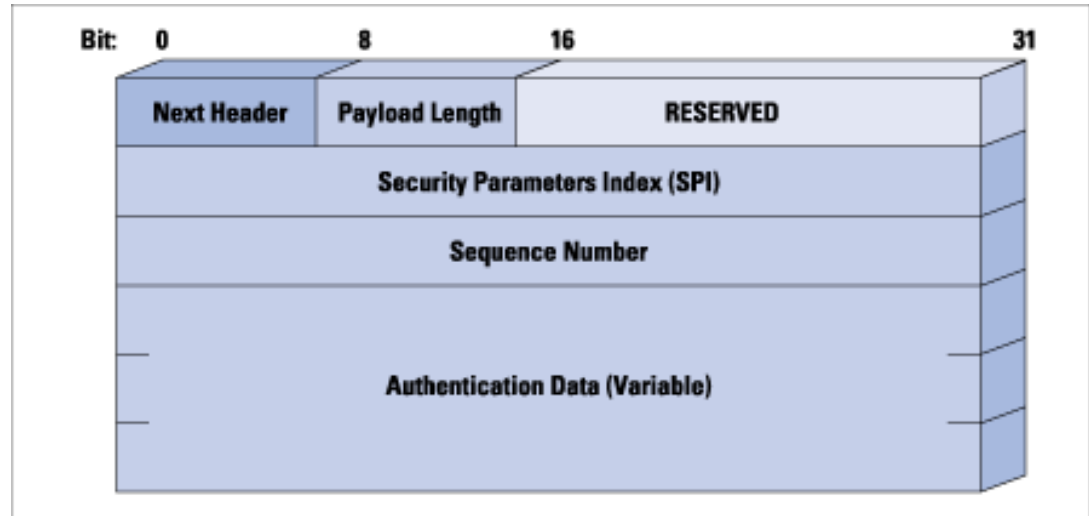 Bit: 0 8 16 31
Next Header Payload Length RESERVED
Security Parameters Index (SPI)
Sequence Number
Authentication Data (Variable)